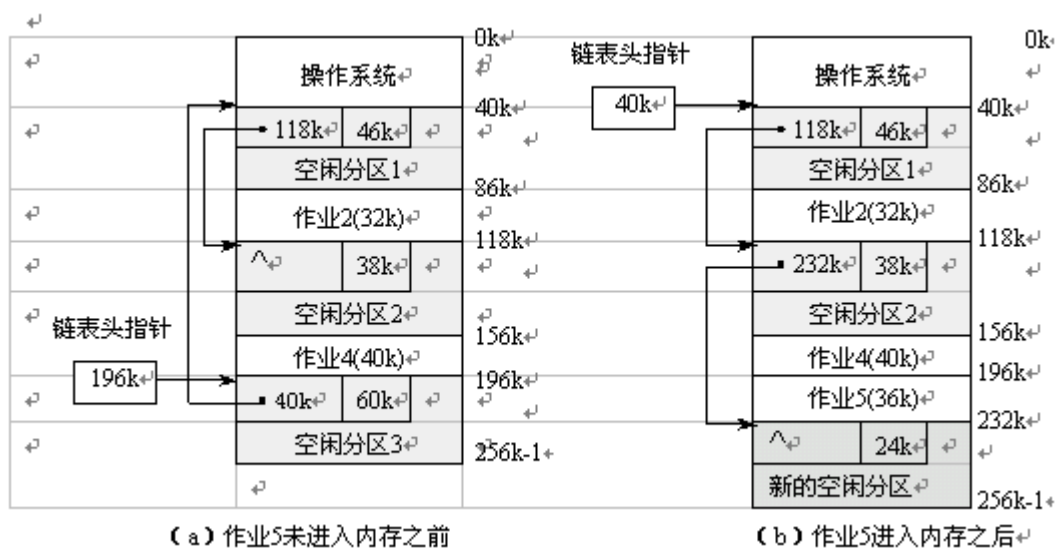 0k
操作系统
40k
118k 46k
空闲分区1
86k
作业2(32k)
118k
^ 38k
空闲分区2
156k
链表头指针
作业4(40k)
196k
196k
40k 60k
空闲分区3
256k-1
(a)作业5未进入内存之前
0k
链表头指针
操作系统
40k
40k
118k 46k
空闲分区1
86k
作业2(32k)
118k
232k 38k
空闲分区2
156k
作业4(40k)
196k
作业5(36k)
232k
^ 24k
新的空闲分区
256k-1
(b)作业5进入内存之后